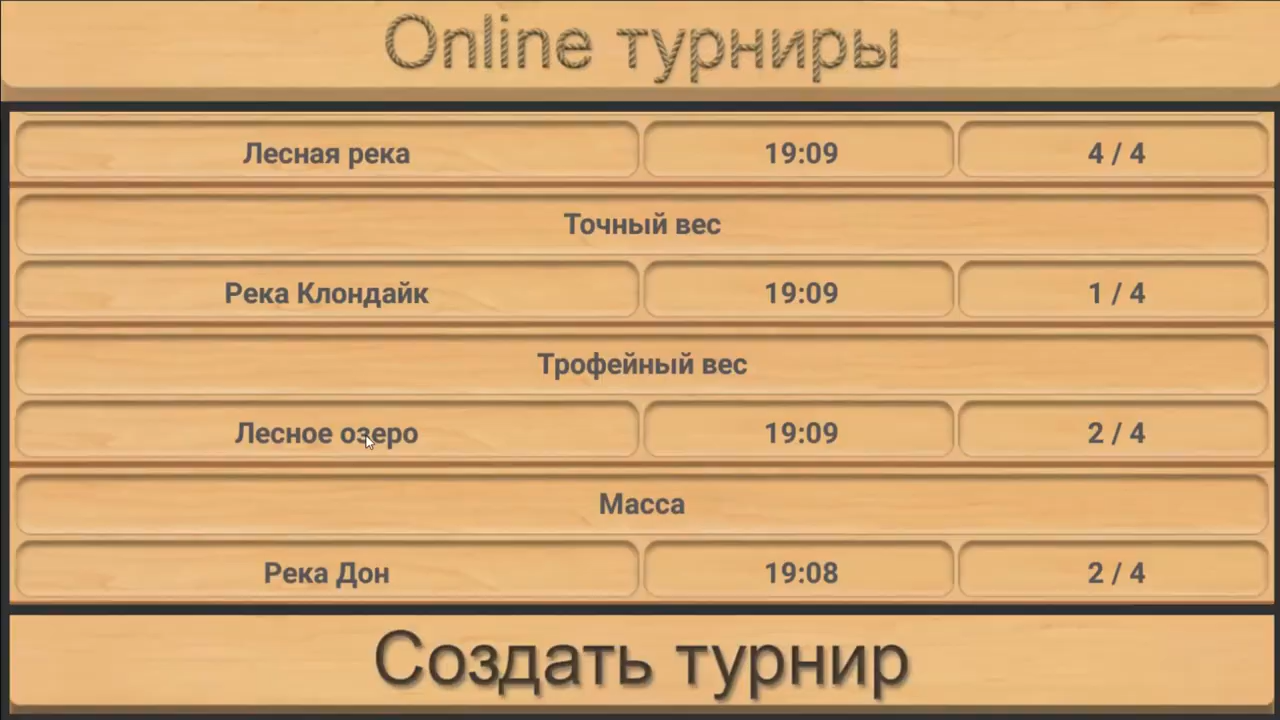 Online турниры
Лесная река 19:09 4 / 4
Точный вес
Река Клондайк 19:09 1 / 4
Трофейный вес
Лесное озеро 19:09 2 / 4
Масса
Река Дон 19:08 2 / 4
Создать турнир